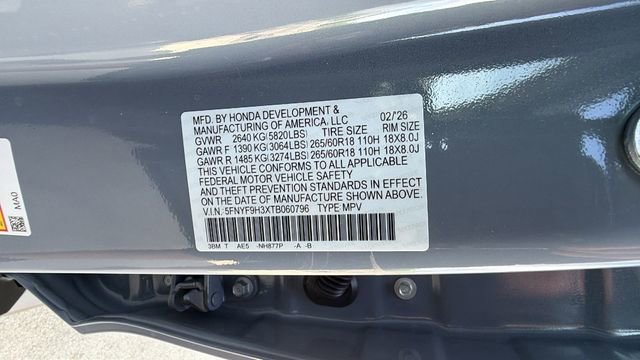 MFD. BY HONDA DEVELOPMENT &
MANUFACTURING OF AMERICA, LLC 02/'26
GVWR 2640 KG(5820LBS) TIRE SIZE RIM SIZE
GAWR F 1390 KG(3064LBS) 265/60R18 110H 18X8.0J
GAWR R 1485 KG(3274LBS) 265/60R18 110H 18X8.0J
THIS VEHICLE CONFORMS TO ALL APPLICABLE
FEDERAL MOTOR VEHICLE SAFETY
AND THEFT PREVENTION STANDARDS IN EFFECT
ON THE DATE OF MANUFACTURE SHOWN ABOVE.
V.I.N. 5FNYF9H3XTB060796 TYPE: MPV
3BM T AE5 -NH877P -A -B
MA0